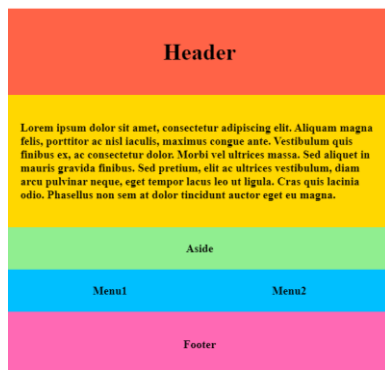 Header
Lorem ipsum dolor sit amet, consectetur adipiscing elit. Aliquam magna
felis, porttitor ac nisl iaculis, maximus congue ante. Vestibulum quis
finibus ex, ac consectetur dolor. Morbi vel ultrices massa. Sed aliquet in
mauris gravida finibus. Sed pretium, elit ac ultrices vestibulum, diam
arcu pulvinar neque, eget tempor lacus leo ut ligula. Cras quis lacinia
odio. Phasellus non sem at dolor tincidunt auctor eget eu magna.
Aside
Menu1 Menu2
Footer